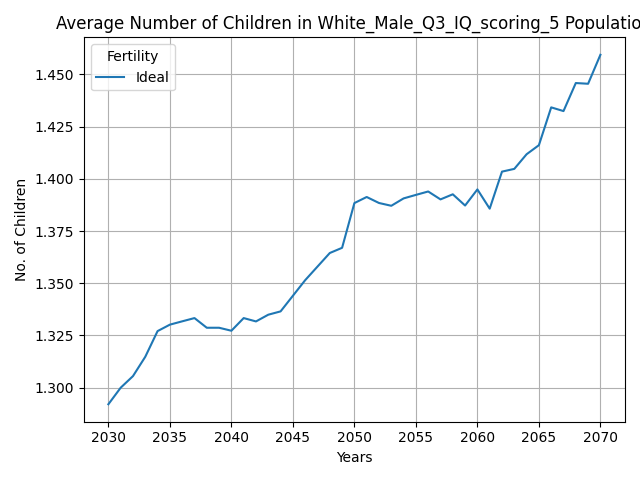 Average Number of Children in White_Male_Q3_IQ_scoring_5 Populatio
Fertility
Ideal
No. of Children
1.450
1.425
1.400
1.375
1.350
1.325
1.300
2030 2035 2040 2045 2050 2055 2060 2065 2070
Years